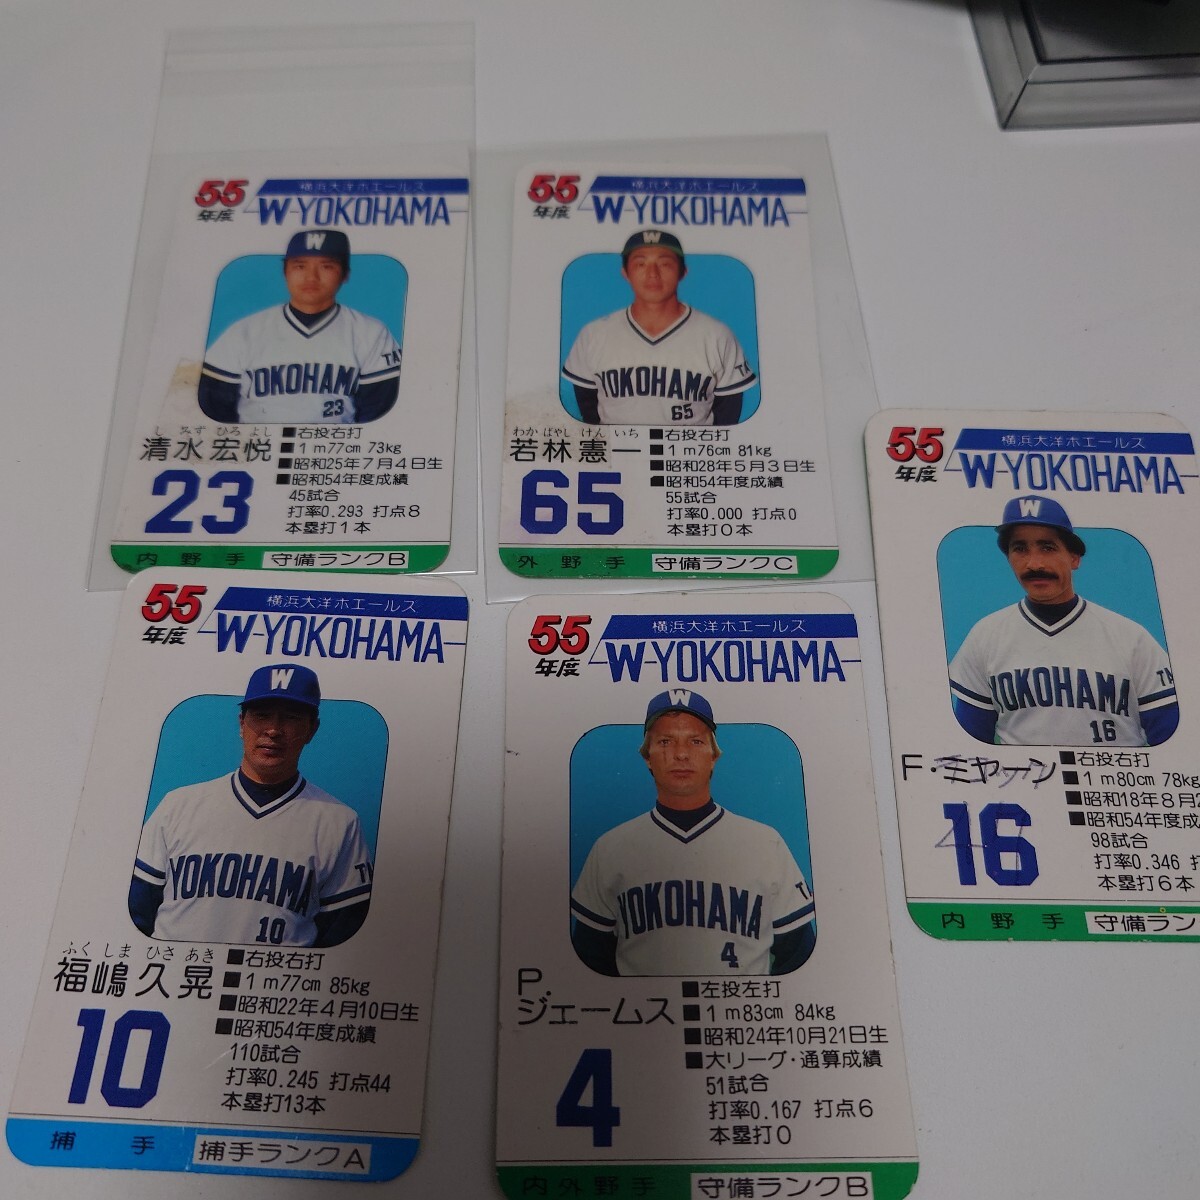 55
年度
横浜大洋ホエールズ
W-YOKOHAMA
W
YOKOHAMA
23
し みず ひろ よし
清水宏悦
23
■右投右打
■1m77cm 73kg
■昭和25年7月4日生
■昭和54年度成績
45試合
打率0.293 打点8
本塁打1本
内野手 守備ランクB
55
年度
横浜大洋ホエールズ
W-YOKOHAMA
W
YOKOHAMA
65
わか ばやし けん いち
若林憲一
65
■右投右打
■1m76cm 81kg
■昭和28年5月3日生
■昭和54年度成績
55試合
打率0.000 打点0
本塁打0本
外野手 守備ランクC
55
年度
横浜大洋ホエールズ
W-YOKOHAMA
W
YOKOHAMA
16
F・ミヤーン
16
■右投右打
■1m80cm 78kg
■昭和18年8月2
■昭和54年度成
98試合
打率0.346 打
本塁打6本
内野手 守備ラン
55
年度
横浜大洋ホエールズ
W-YOKOHAMA
W
YOKOHAMA
10
ふく しま ひさ あき
福嶋久晃
10
■右投右打
■1m77cm 85kg
■昭和22年4月10日生
■昭和54年度成績
110試合
打率0.245 打点44
本塁打13本
捕手 捕手ランクA
55
年度
横浜大洋ホエールズ
W-YOKOHAMA
W
YOKOHAMA
4
P.
ジェームス
4
■左投左打
■1m83cm 84kg
■昭和24年10月21日生
■大リーグ・通算成績
51試合
打率0.167 打点6
本塁打0
内外野手 守備ランクB